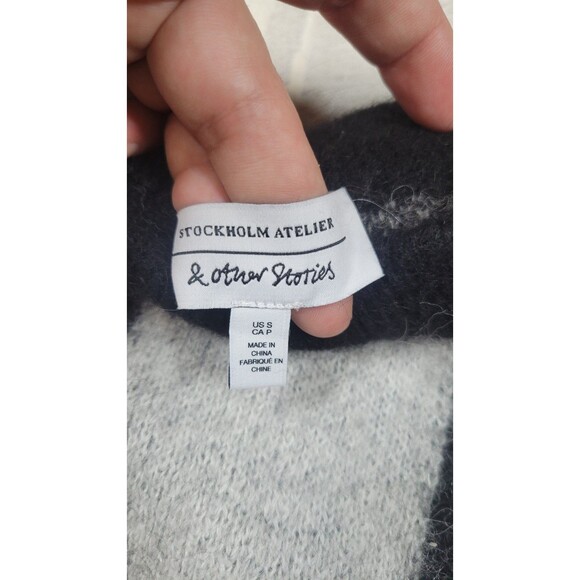 STOCKHOLM ATELIER
& other Stories
US S
CA P
MADE IN
CHINA
FABRIQUÉ EN
CHINE